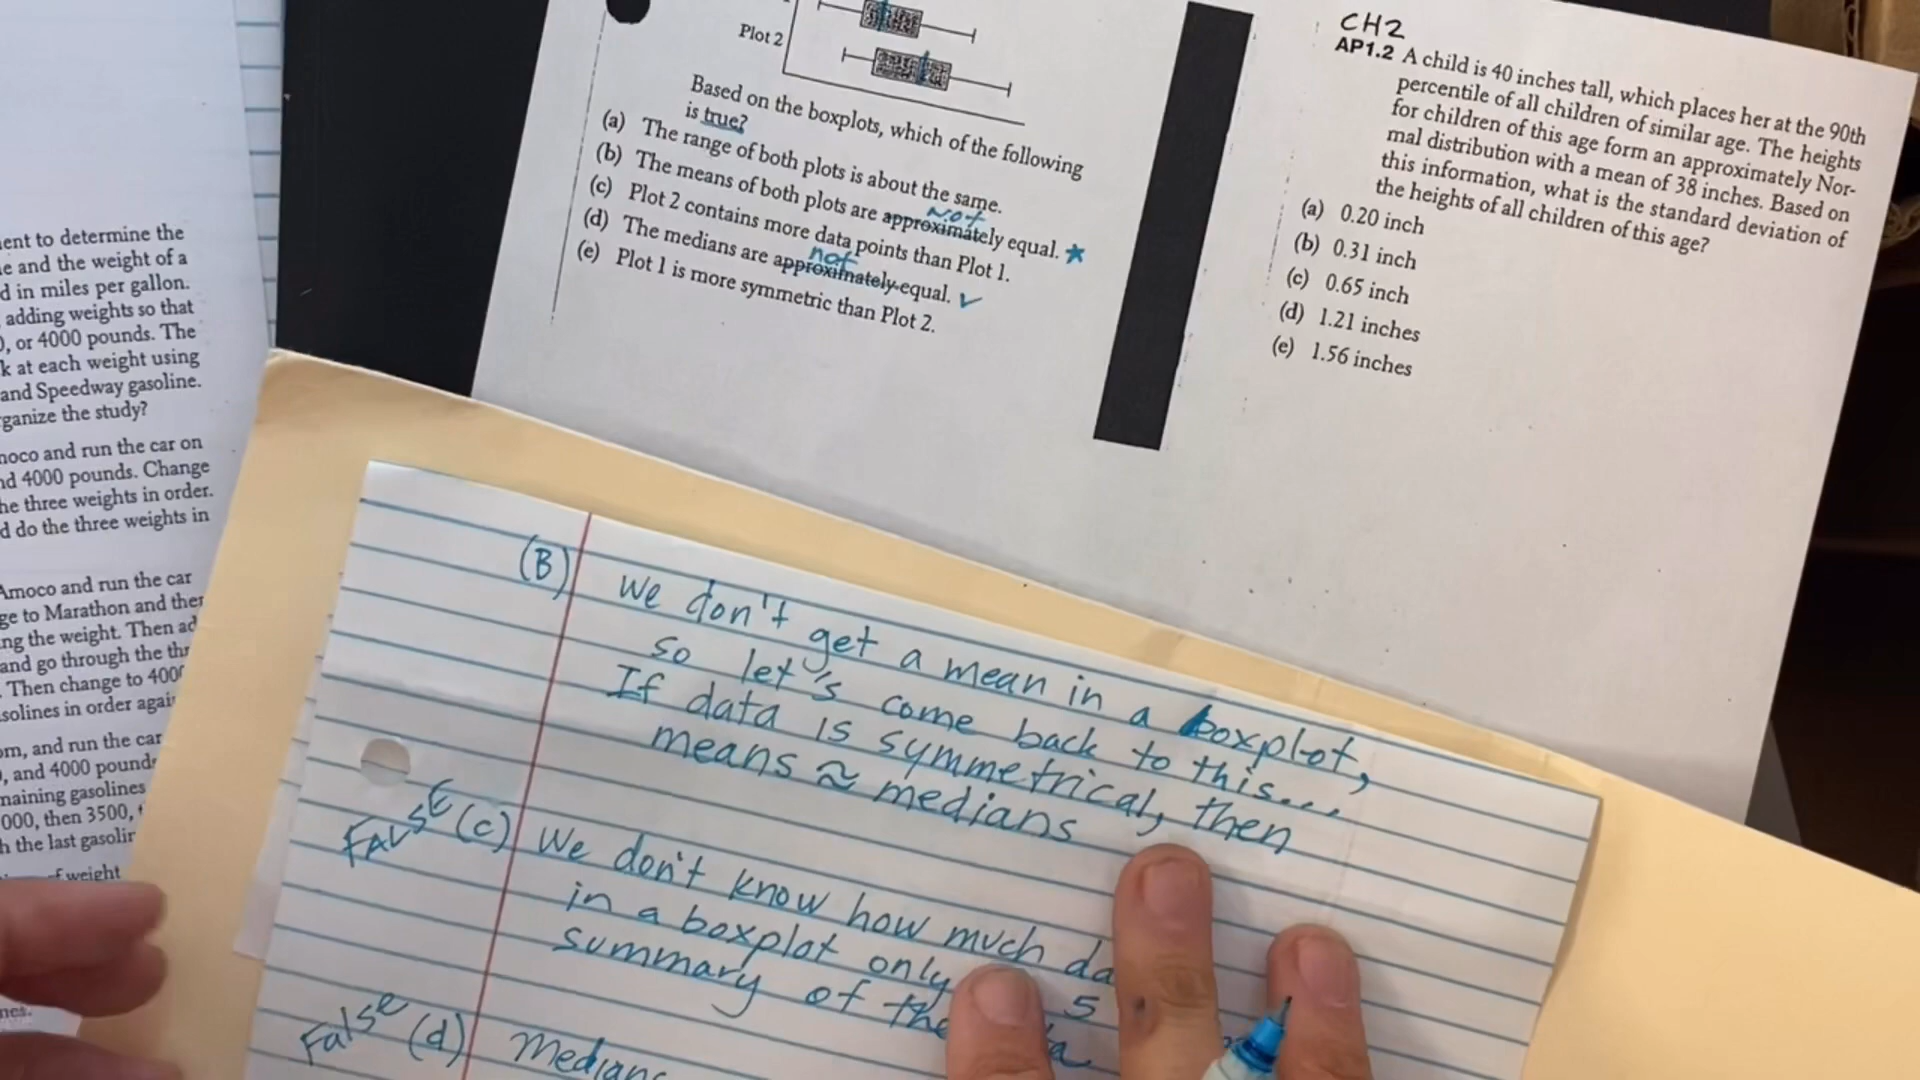 ent to determine the
e and the weight of a
d in miles per gallon.
adding weights so that
, or 4000 pounds. The
k at each weight using
and Speedway gasoline.
ganize the study?
noco and run the car on
nd 4000 pounds. Change
he three weights in order.
d do the three weights in
Amoco and run the car
ge to Marathon and then
ng the weight. Then ad
and go through the thr
Then change to 400
solines in order agai
om, and run the car
, and 4000 pounds
maining gasolines
000, then 3500,
h the last gasolin
f weight
nes.
Plot 2
Based on the boxplots, which of the following
is true?
(a) The range of both plots is about the same.
(b) The means of both plots are approximately equal.
Not
(c) Plot 2 contains more data points than Plot 1.
(d) The medians are approximately equal.
not
(e) Plot 1 is more symmetric than Plot 2.
CH2
AP1.2 A child is 40 inches tall, which places her at the 90th
percentile of all children of similar age. The heights
for children of this age form an approximately Nor-
mal distribution with a mean of 38 inches. Based on
this information, what is the standard deviation of
the heights of all children of this age?
(a) 0.20 inch
(b) 0.31 inch
(c) 0.65 inch
(d) 1.21 inches
(e) 1.56 inches
(B) We don't get a mean in a boxplot,
so let's come back to this...
If data is symmetrical, then
means ≈ medians
False (c) We don't know how much da
in a boxplot only 5
summary of the
False (d) Medians